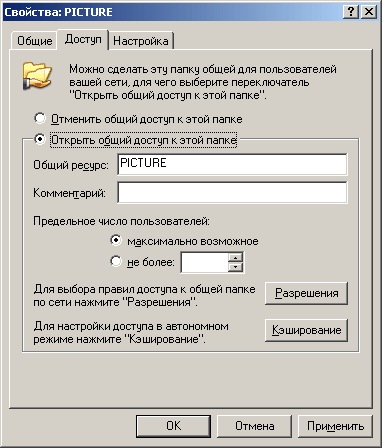 Свойства: PICTURE
Общие Доступ Настройка
Можно сделать эту папку общей для пользователей
вашей сети, для чего выберите переключатель
"Открыть общий доступ к этой папке".
Отменить общий доступ к этой папке
Открыть общий доступ к этой папке
Общий ресурс: PICTURE
Комментарий:
Предельное число пользователей:
максимально возможное
не более:
Для выбора правил доступа к общей папке
по сети нажмите "Разрешения".
Разрешения
Для настройки доступа в автономном
режиме нажмите "Кэширование".
Кэширование
OK Отмена Применить